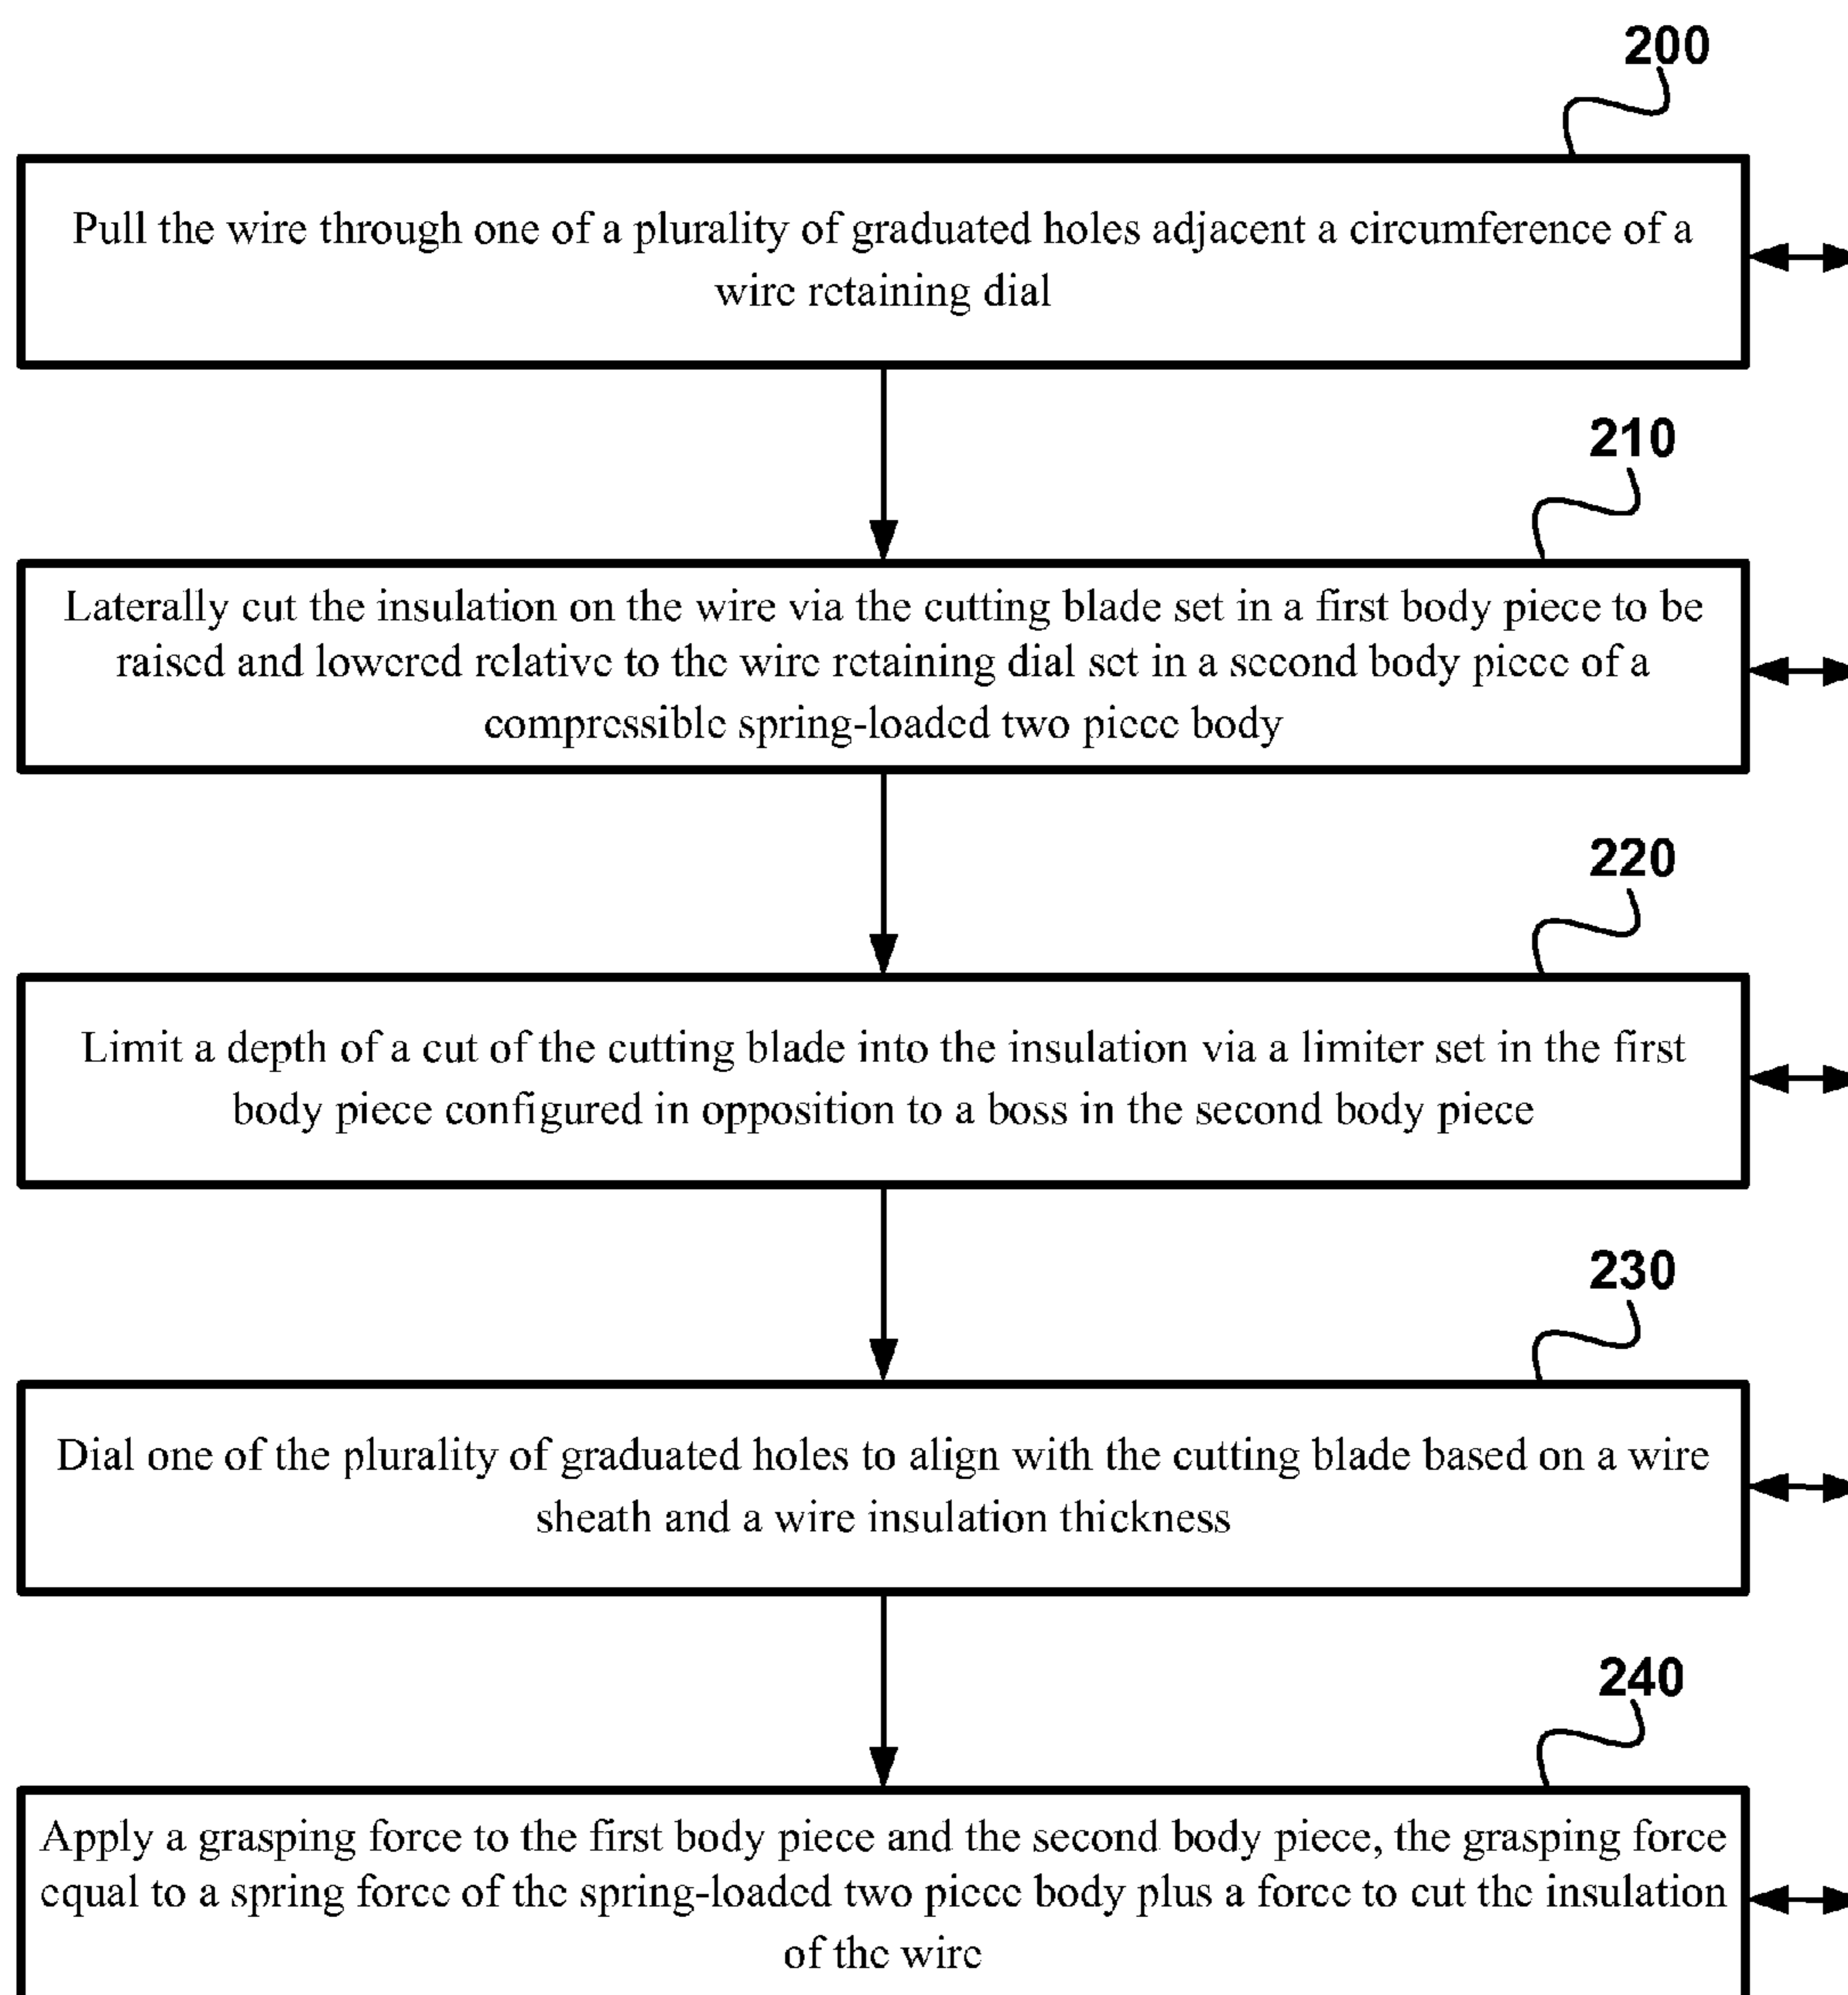 200
Pull the wire through one of a plurality of graduated holes adjacent a circumference of a
wire retaining dial
210
Laterally cut the insulation on the wire via the cutting blade set in a first body piece to be
raised and lowered relative to the wire retaining dial set in a second body piece of a
compressible spring-loaded two piece body
220
Limit a depth of a cut of the cutting blade into the insulation via a limiter set in the first
body piece configured in opposition to a boss in the second body piece
230
Dial one of the plurality of graduated holes to align with the cutting blade based on a wire
sheath and a wire insulation thickness
240
Apply a grasping force to the first body piece and the second body piece, the grasping force
equal to a spring force of the spring-loaded two piece body plus a force to cut the insulation
of the wire